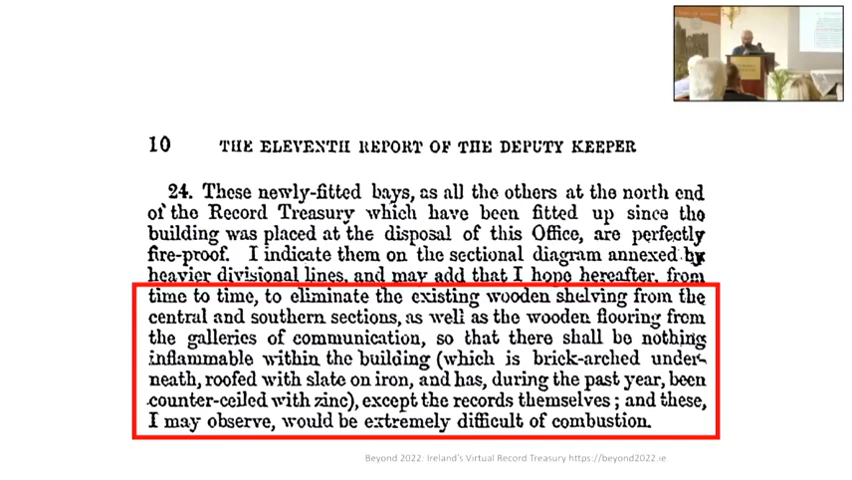 10 THE ELEVENTH REPORT OF THE DEPUTY KEEPER
24. These newly-fitted bays, as all the others at the north end
of the Record Treasury which have been fitted up since the
building was placed at the disposal of this Office, are perfectly
fire-proof. I indicate them on the sectional diagram annexed by
heavier divisional lines, and may add that I hope hereafter, from
time to time, to eliminate the existing wooden shelving from the
central and southern sections, as well as the wooden flooring from
the galleries of communication, so that there shall be nothing
inflammable within the building (which is brick-arched under-
neath, roofed with slate on iron, and has, during the past year, been
counter-ceiled with zinc), except the records themselves; and these,
I may observe, would be extremely difficult of combustion.
Beyond 2022: Ireland's Virtual Record Treasury https://beyond2022.ie